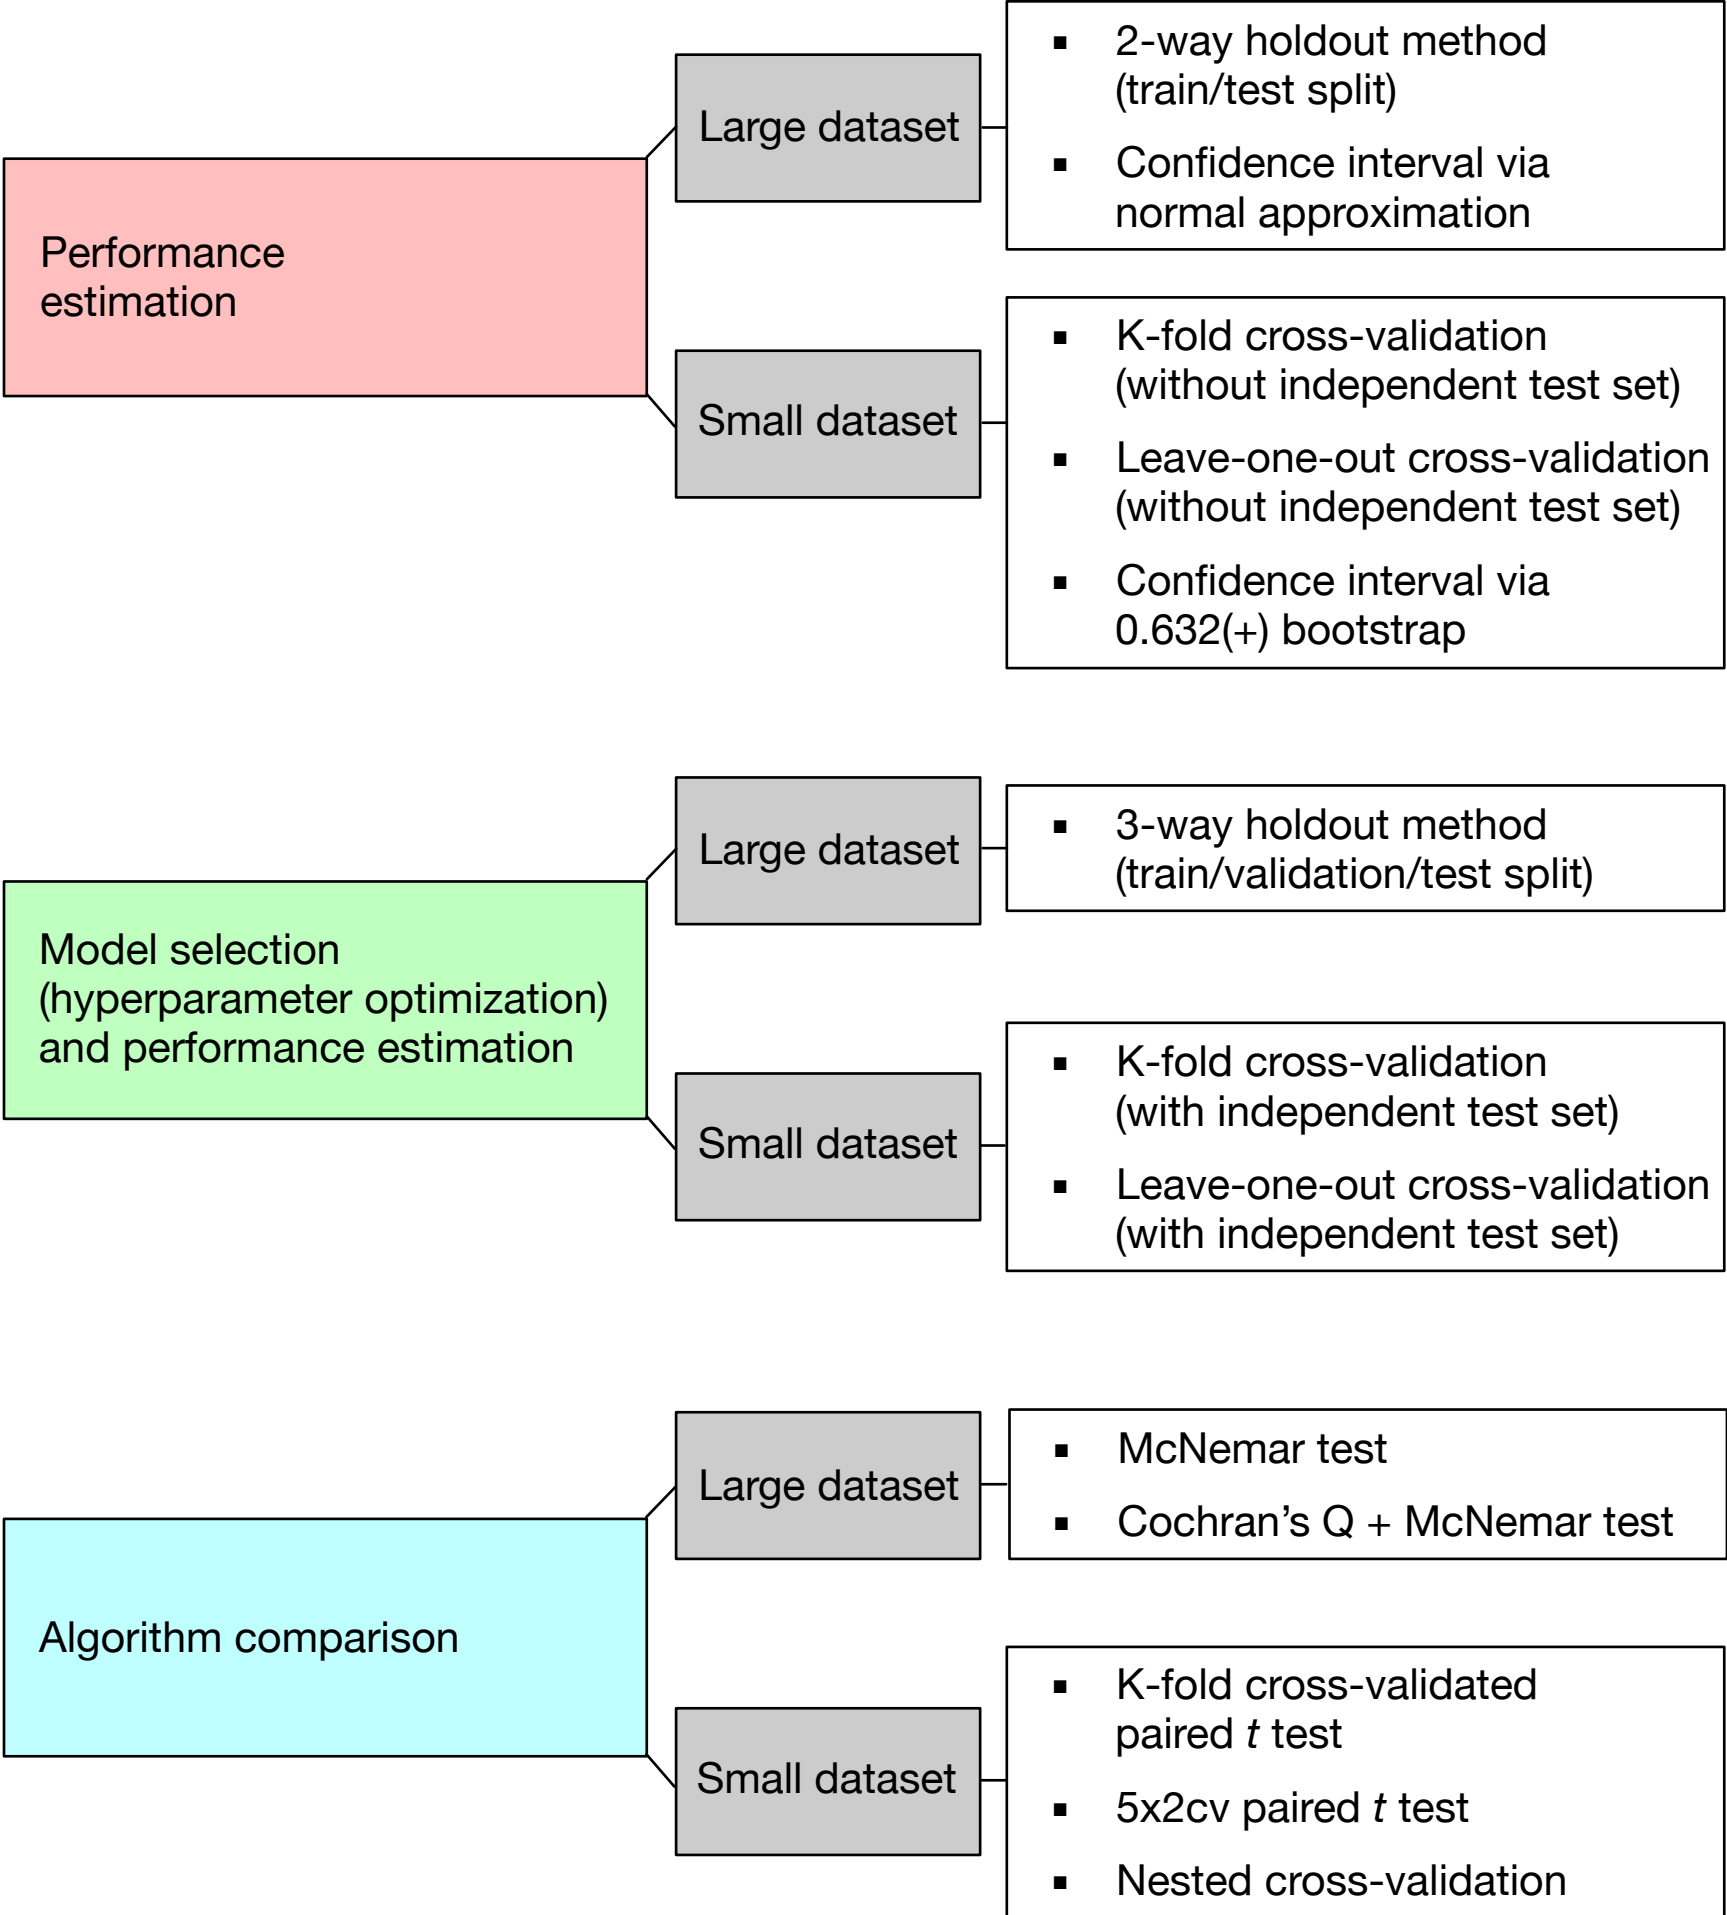 Performance
estimation
Large dataset
▪ 2-way holdout method
(train/test split)
▪ Confidence interval via
normal approximation
Small dataset
▪ K-fold cross-validation
(without independent test set)
▪ Leave-one-out cross-validation
(without independent test set)
▪ Confidence interval via
0.632(+) bootstrap
Model selection
(hyperparameter optimization)
and performance estimation
Large dataset
▪ 3-way holdout method
(train/validation/test split)
Small dataset
▪ K-fold cross-validation
(with independent test set)
▪ Leave-one-out cross-validation
(with independent test set)
Algorithm comparison
Large dataset
▪ McNemar test
▪ Cochran’s Q + McNemar test
Small dataset
▪ K-fold cross-validated
paired t test
▪ 5x2cv paired t test
▪ Nested cross-validation